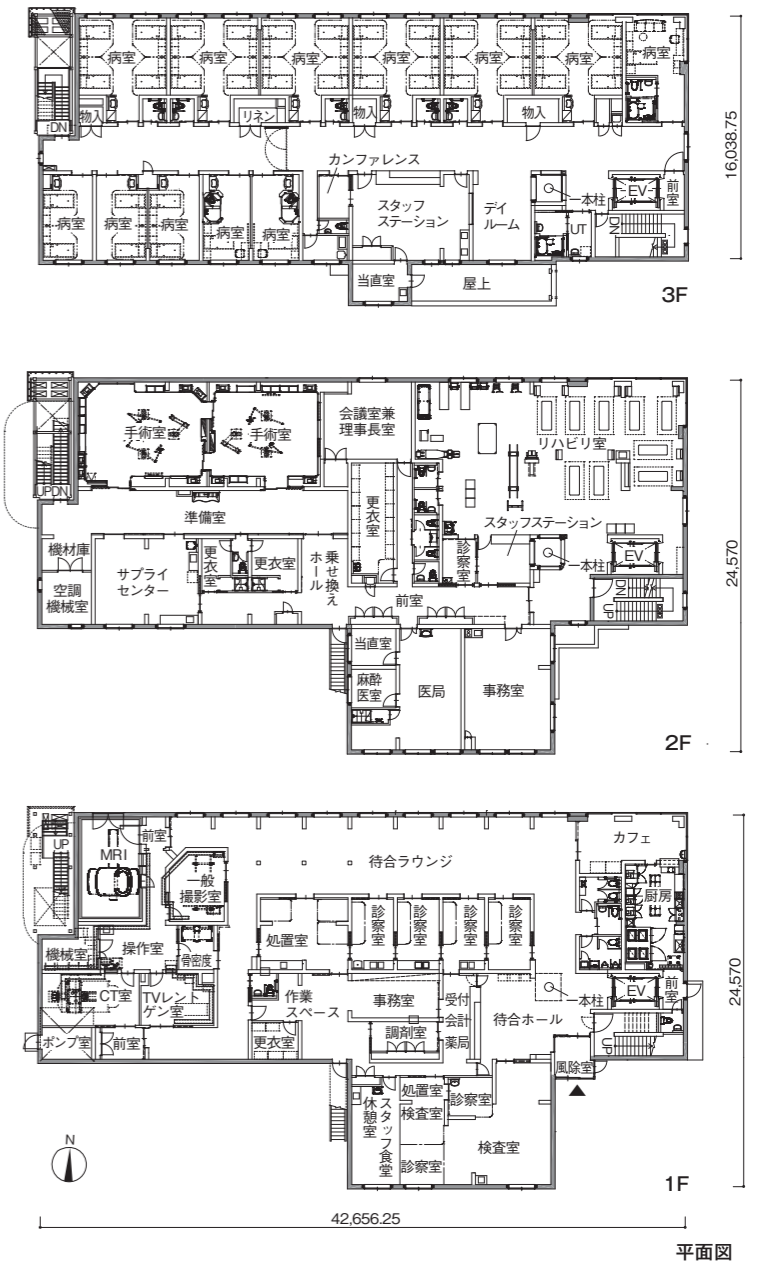 病室
病室
病室
病室
病室
病室
病室
物入
リネン
物入
物入
DN
カンファレンス
スタッフ
ステーション
デイ
ルーム
一本柱
EV
前室
UT
DN
病室
病室
病室
病室
病室
当直室
屋上
16,038.75
3F
手術室
手術室
会議室兼
理事長室
リハビリ室
UPDN
準備室
更衣室
スタッフステーション
機材庫
サプライ
センター
更衣室
更衣室
乗せ換え
ホール
診察室
一本柱
EV
空調
機械室
前室
DN
UP
当直室
麻酔
医室
医局
事務室
24,570
2F
UP
MRI
前室
一般
撮影室
待合ラウンジ
カフェ
厨房
処置室
診察室
診察室
診察室
診察室
機械室
操作室
骨密度
CT室
TVレント
ゲン室
作業
スペース
事務室
受付
会計
薬局
待合ホール
一本柱
EV
前室
調剤室
更衣室
ポンプ室
前室
風除室
UP
スタッフ食堂
休憩室
処置室
検査室
診察室
診察室
検査室
24,570
N
1F
42,656.25
平面図